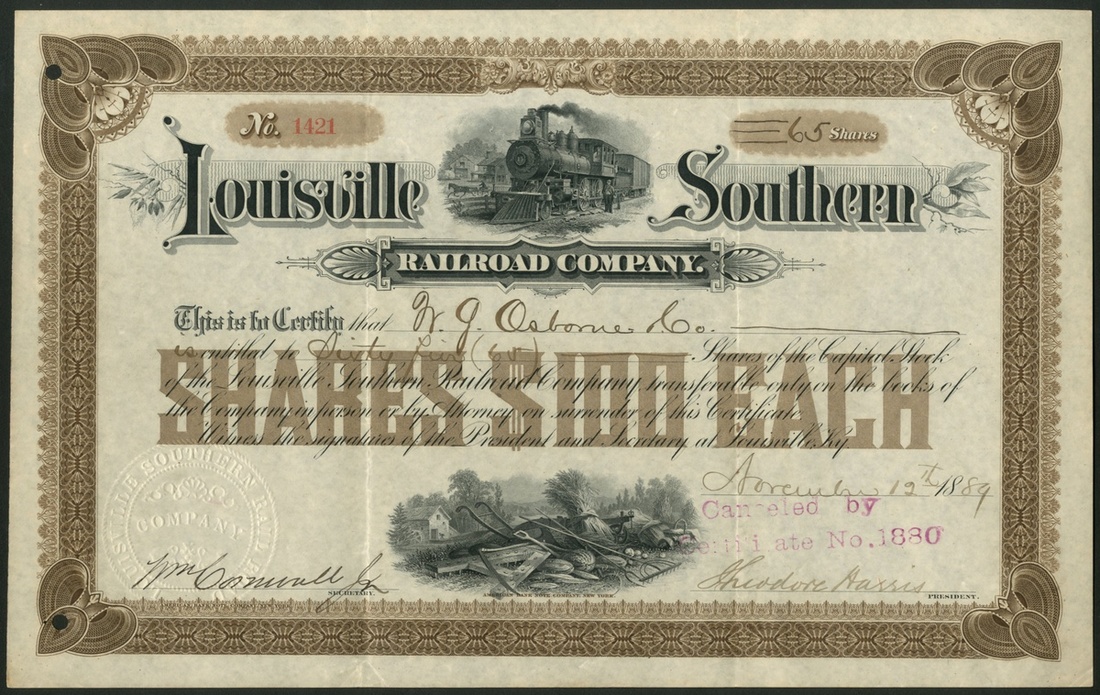 No. 1421
65 Shares
Louisville Southern
RAILROAD COMPANY.
This is to Certify that W. J. Osborne & Co.
is entitled to Sixty Five (65) Shares of the Capital Stock
of the Louisville Southern Railroad Company transferable only on the books of
the Company in person or by Attorney on surrender of this Certificate
Witness the signatures of the President and Secretary at Louisville, Ky.
SHARES $100 EACH
November 12th 1889
Canceled by
Certificate No. 1880
LOUISVILLE SOUTHERN RAILROAD
COMPANY
Wm Cornwall Jr
SECRETARY.
AMERICAN BANK NOTE COMPANY, NEW YORK.
Theodore Harris
PRESIDENT.